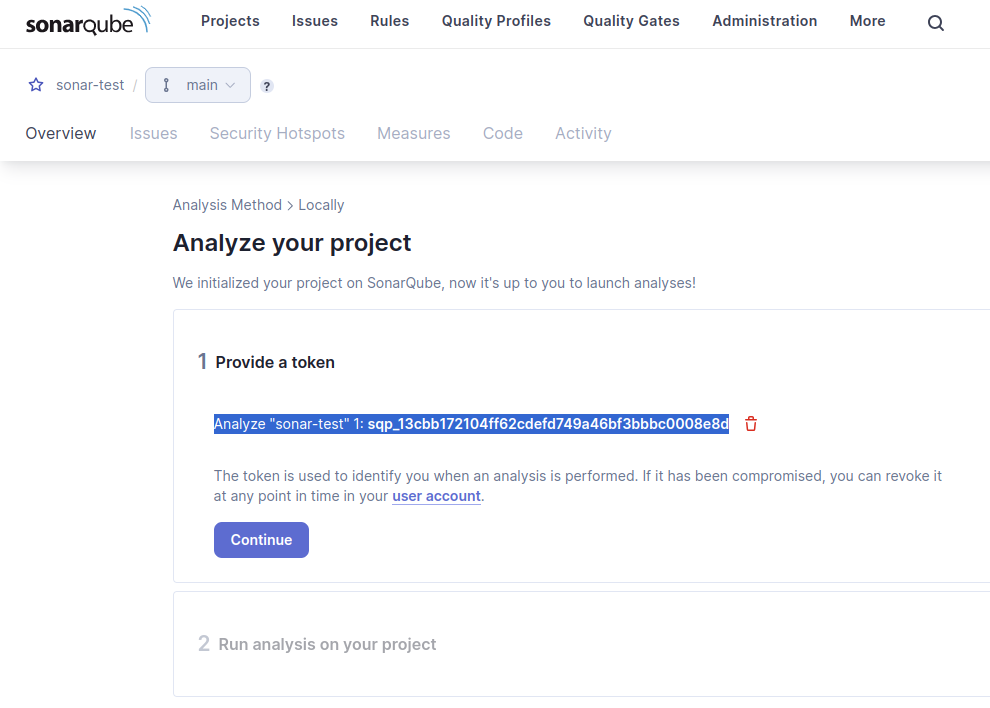 sonarqube Projects Issues Rules Quality Profiles Quality Gates Administration More
sonar-test / main ?
Overview Issues Security Hotspots Measures Code Activity
Analysis Method > Locally
Analyze your project
We initialized your project on SonarQube, now it's up to you to launch analyses!
1 Provide a token
Analyze "sonar-test" 1: sqp_13cbb172104ff62cdefd749a46bf3bbbc0008e8d
The token is used to identify you when an analysis is performed. If it has been compromised, you can revoke it
at any point in time in your user account.
Continue
2 Run analysis on your project